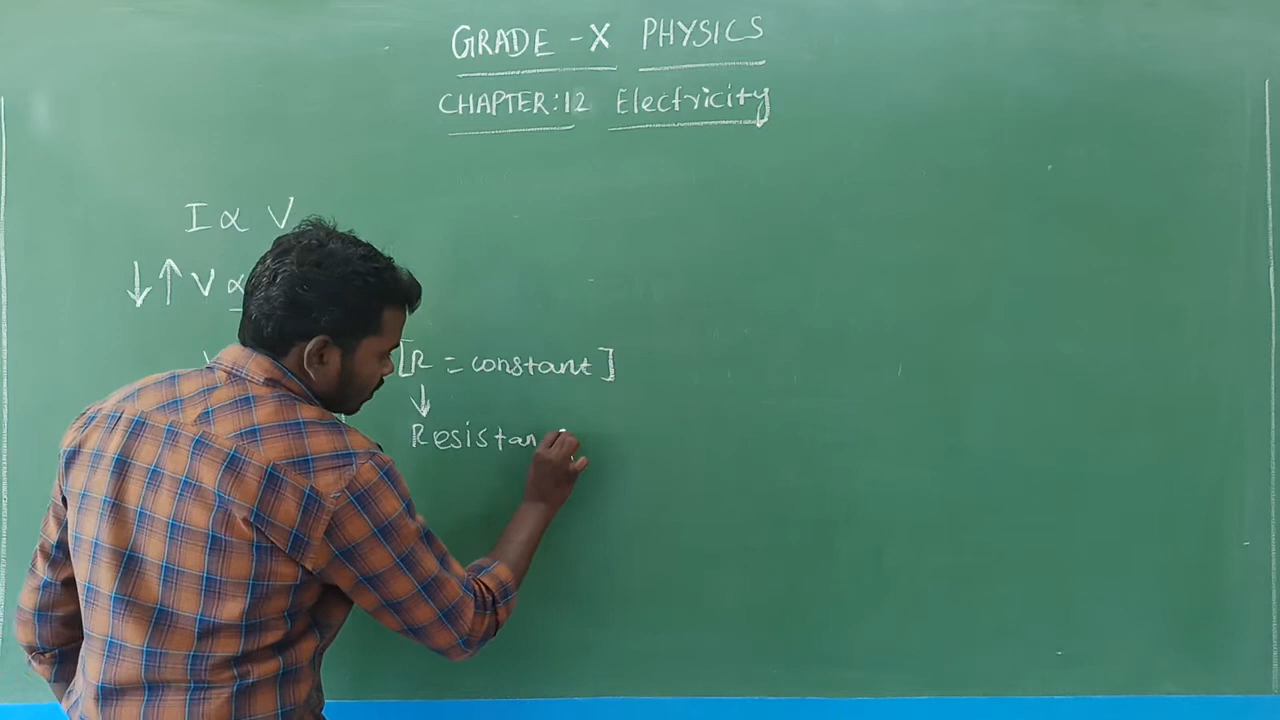 GRADE - X PHYSICS
CHAPTER:12 Electricity
I ∝ V
↓↑ V ∝
[R = constant]
↓
Resistan